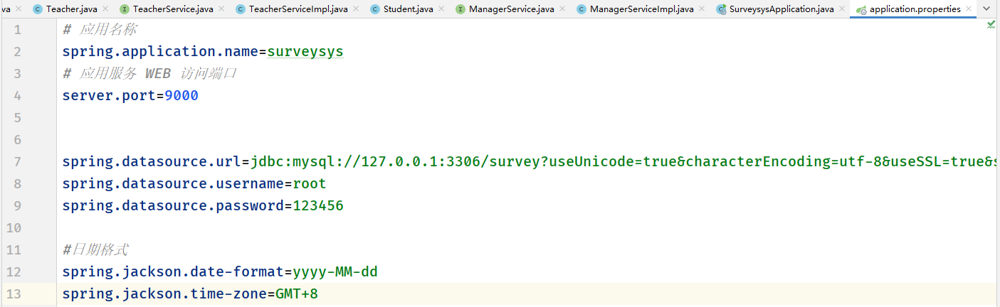 va Teacher.java TeacherService.java TeacherServiceImpl.java Student.java ManagerService.java ManagerServiceImpl.java SurveysysApplication.java application.properties
1 # 应用名称
2 spring.application.name=surveysys
3 # 应用服务 WEB 访问端口
4 server.port=9000
5
6
7 spring.datasource.url=jdbc:mysql://127.0.0.1:3306/survey?useUnicode=true&characterEncoding=utf-8&useSSL=true&s
8 spring.datasource.username=root
9 spring.datasource.password=123456
10
11 #日期格式
12 spring.jackson.date-format=yyyy-MM-dd
13 spring.jackson.time-zone=GMT+8